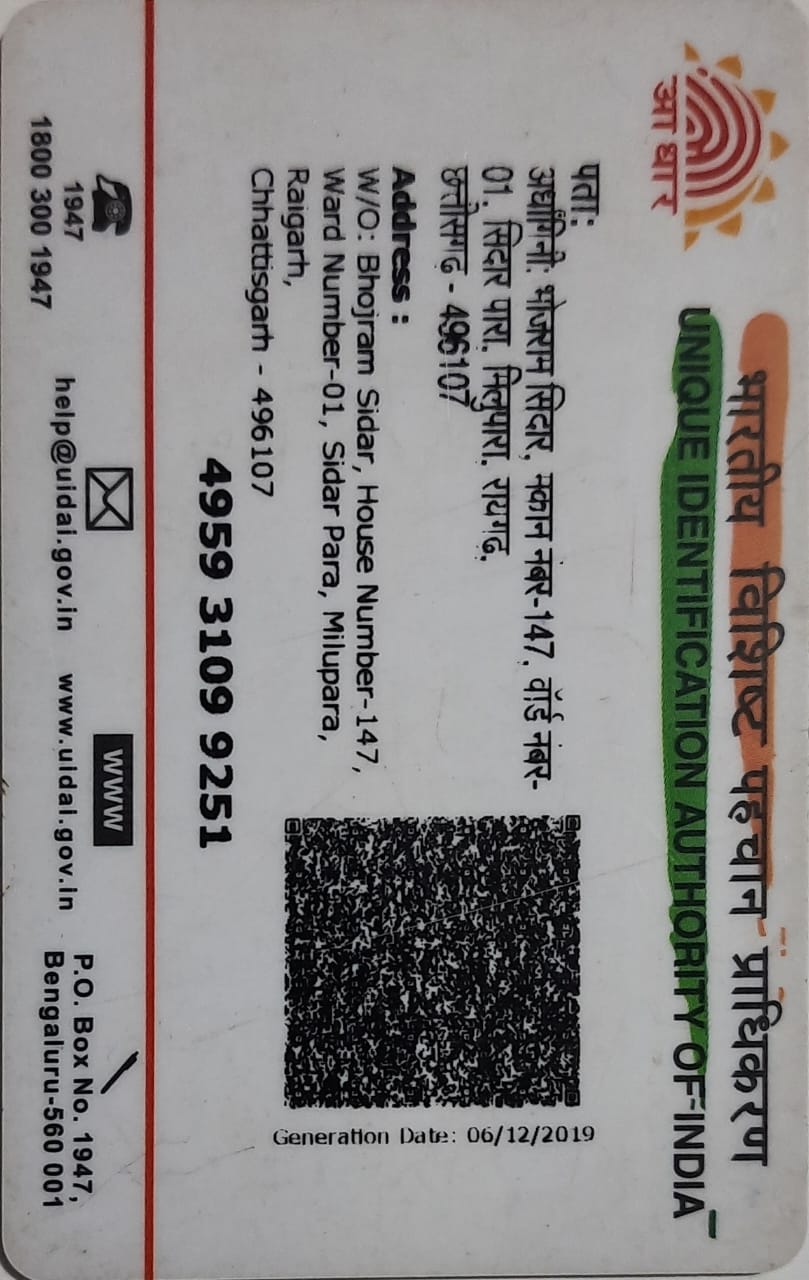 आधार
भारतीय विशिष्ट पहचान प्राधिकरण
UNIQUE IDENTIFICATION AUTHORITY OF INDIA
पता:
अर्धांगिनी: भोजराम सिदार, मकान नंबर-147, वॉर्ड नंबर-
01, सिदार पारा, मिलुपारा, रायगढ़,
छत्तीसगढ़ - 496107
Address :
W/O: Bhojram Sidar, House Number-147,
Ward Number-01, Sidar Para, Milupara,
Raigarh,
Chhattisgarh - 496107
Generation Date: 06/12/2019
4959 3109 9251
1947
1800 300 1947
help@uidai.gov.in
www
www.uidai.gov.in
P.O. Box No. 1947,
Bengaluru-560 001